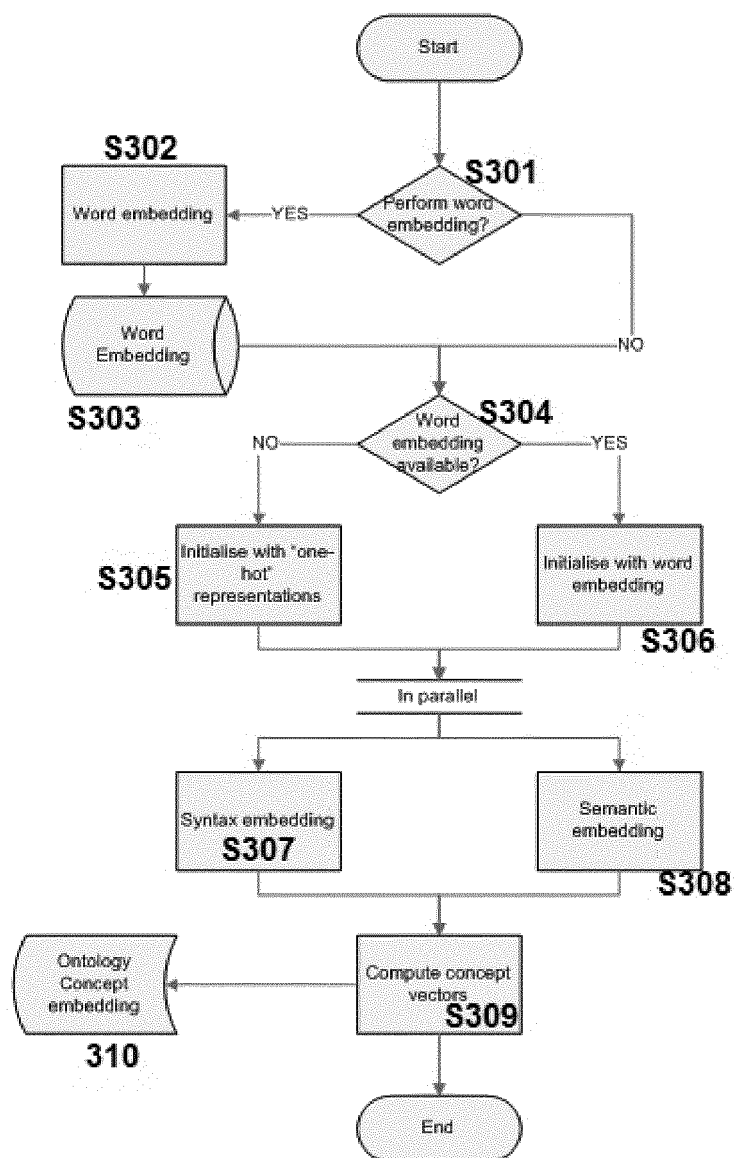 Start
S301
Perform word
embedding?
YES
S302
Word embedding
Word
Embedding
S303
NO
S304
Word
embedding
available?
NO
YES
S305
Initialise with "one-
hot"
representations
Initialise with word
embedding
S306
In parallel
Syntax embedding
S307
Semantic
embedding
S308
Ontology
Concept
embedding
310
Compute concept
vectors
S309
End